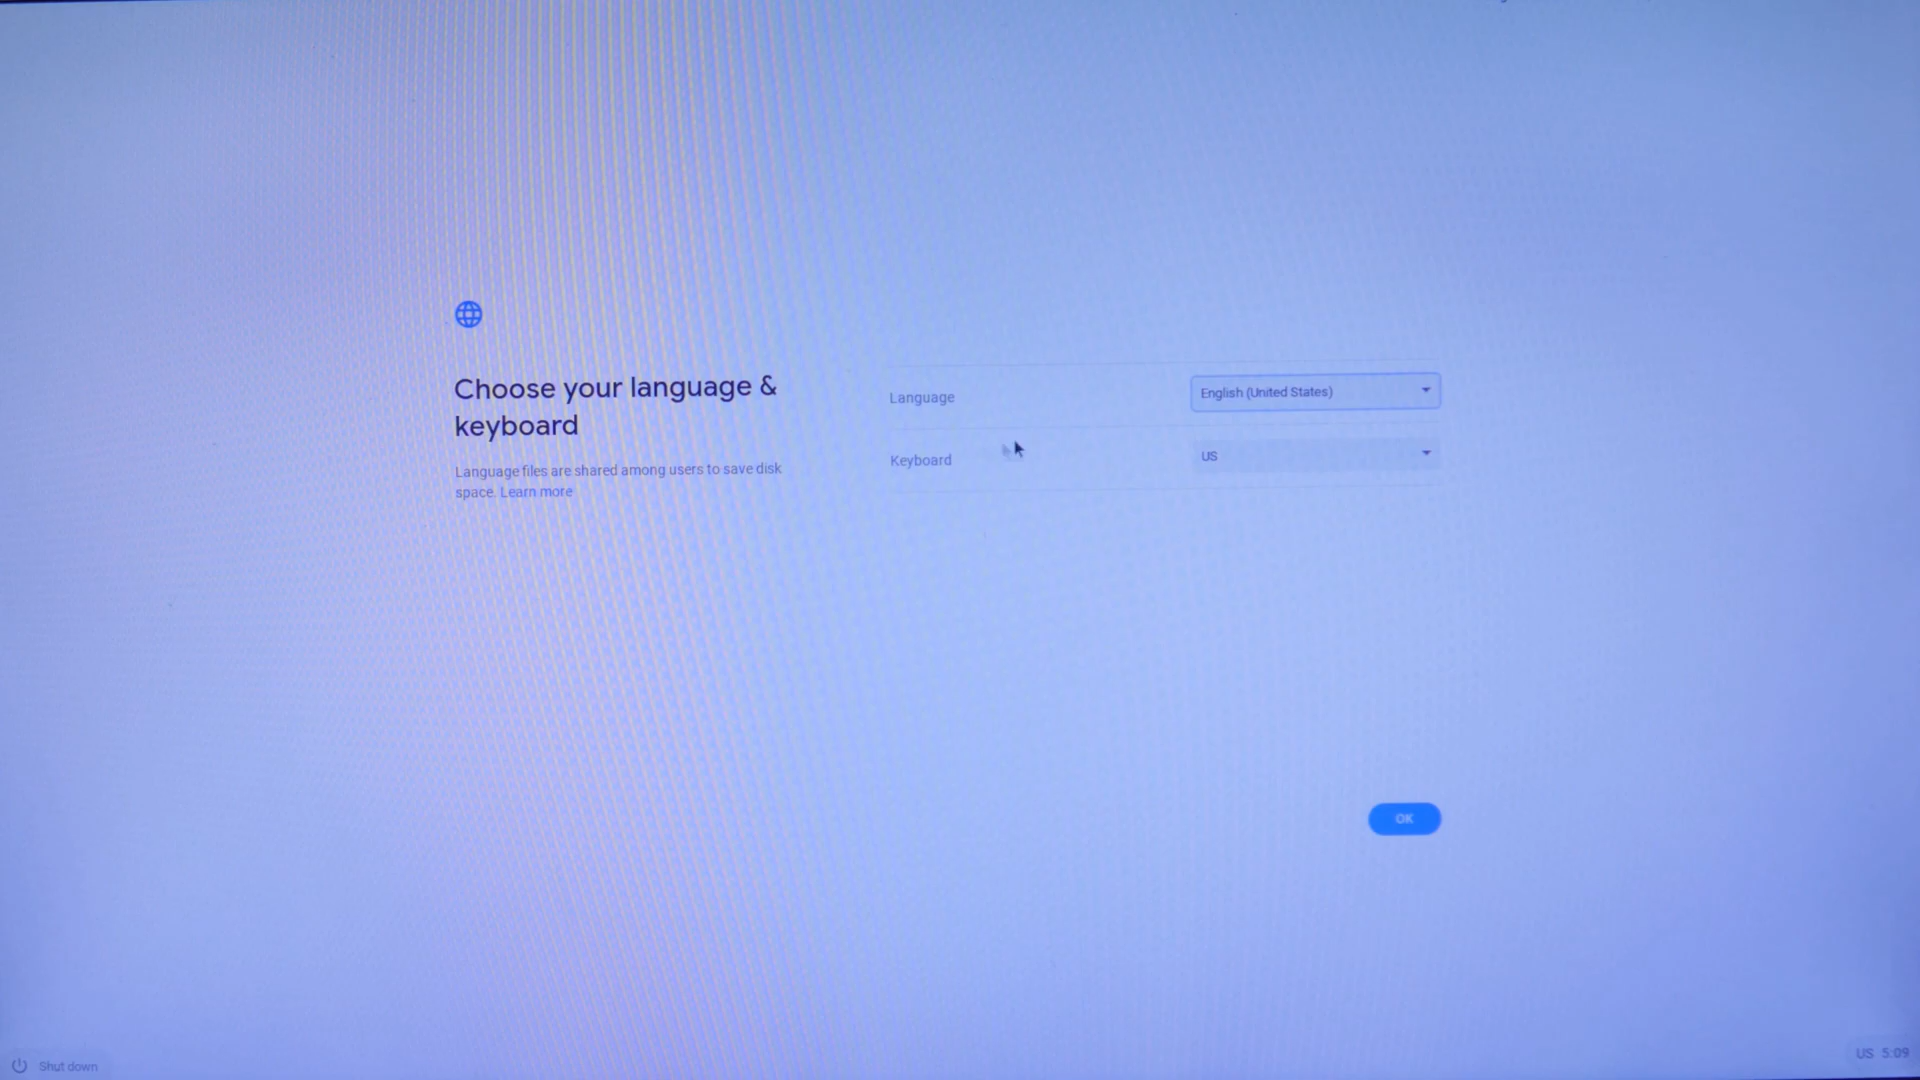 Choose your language &
keyboard
Language files are shared among users to save disk
space. Learn more
Language
English (United States)
Keyboard
US
OK
Shut down
US 5:09